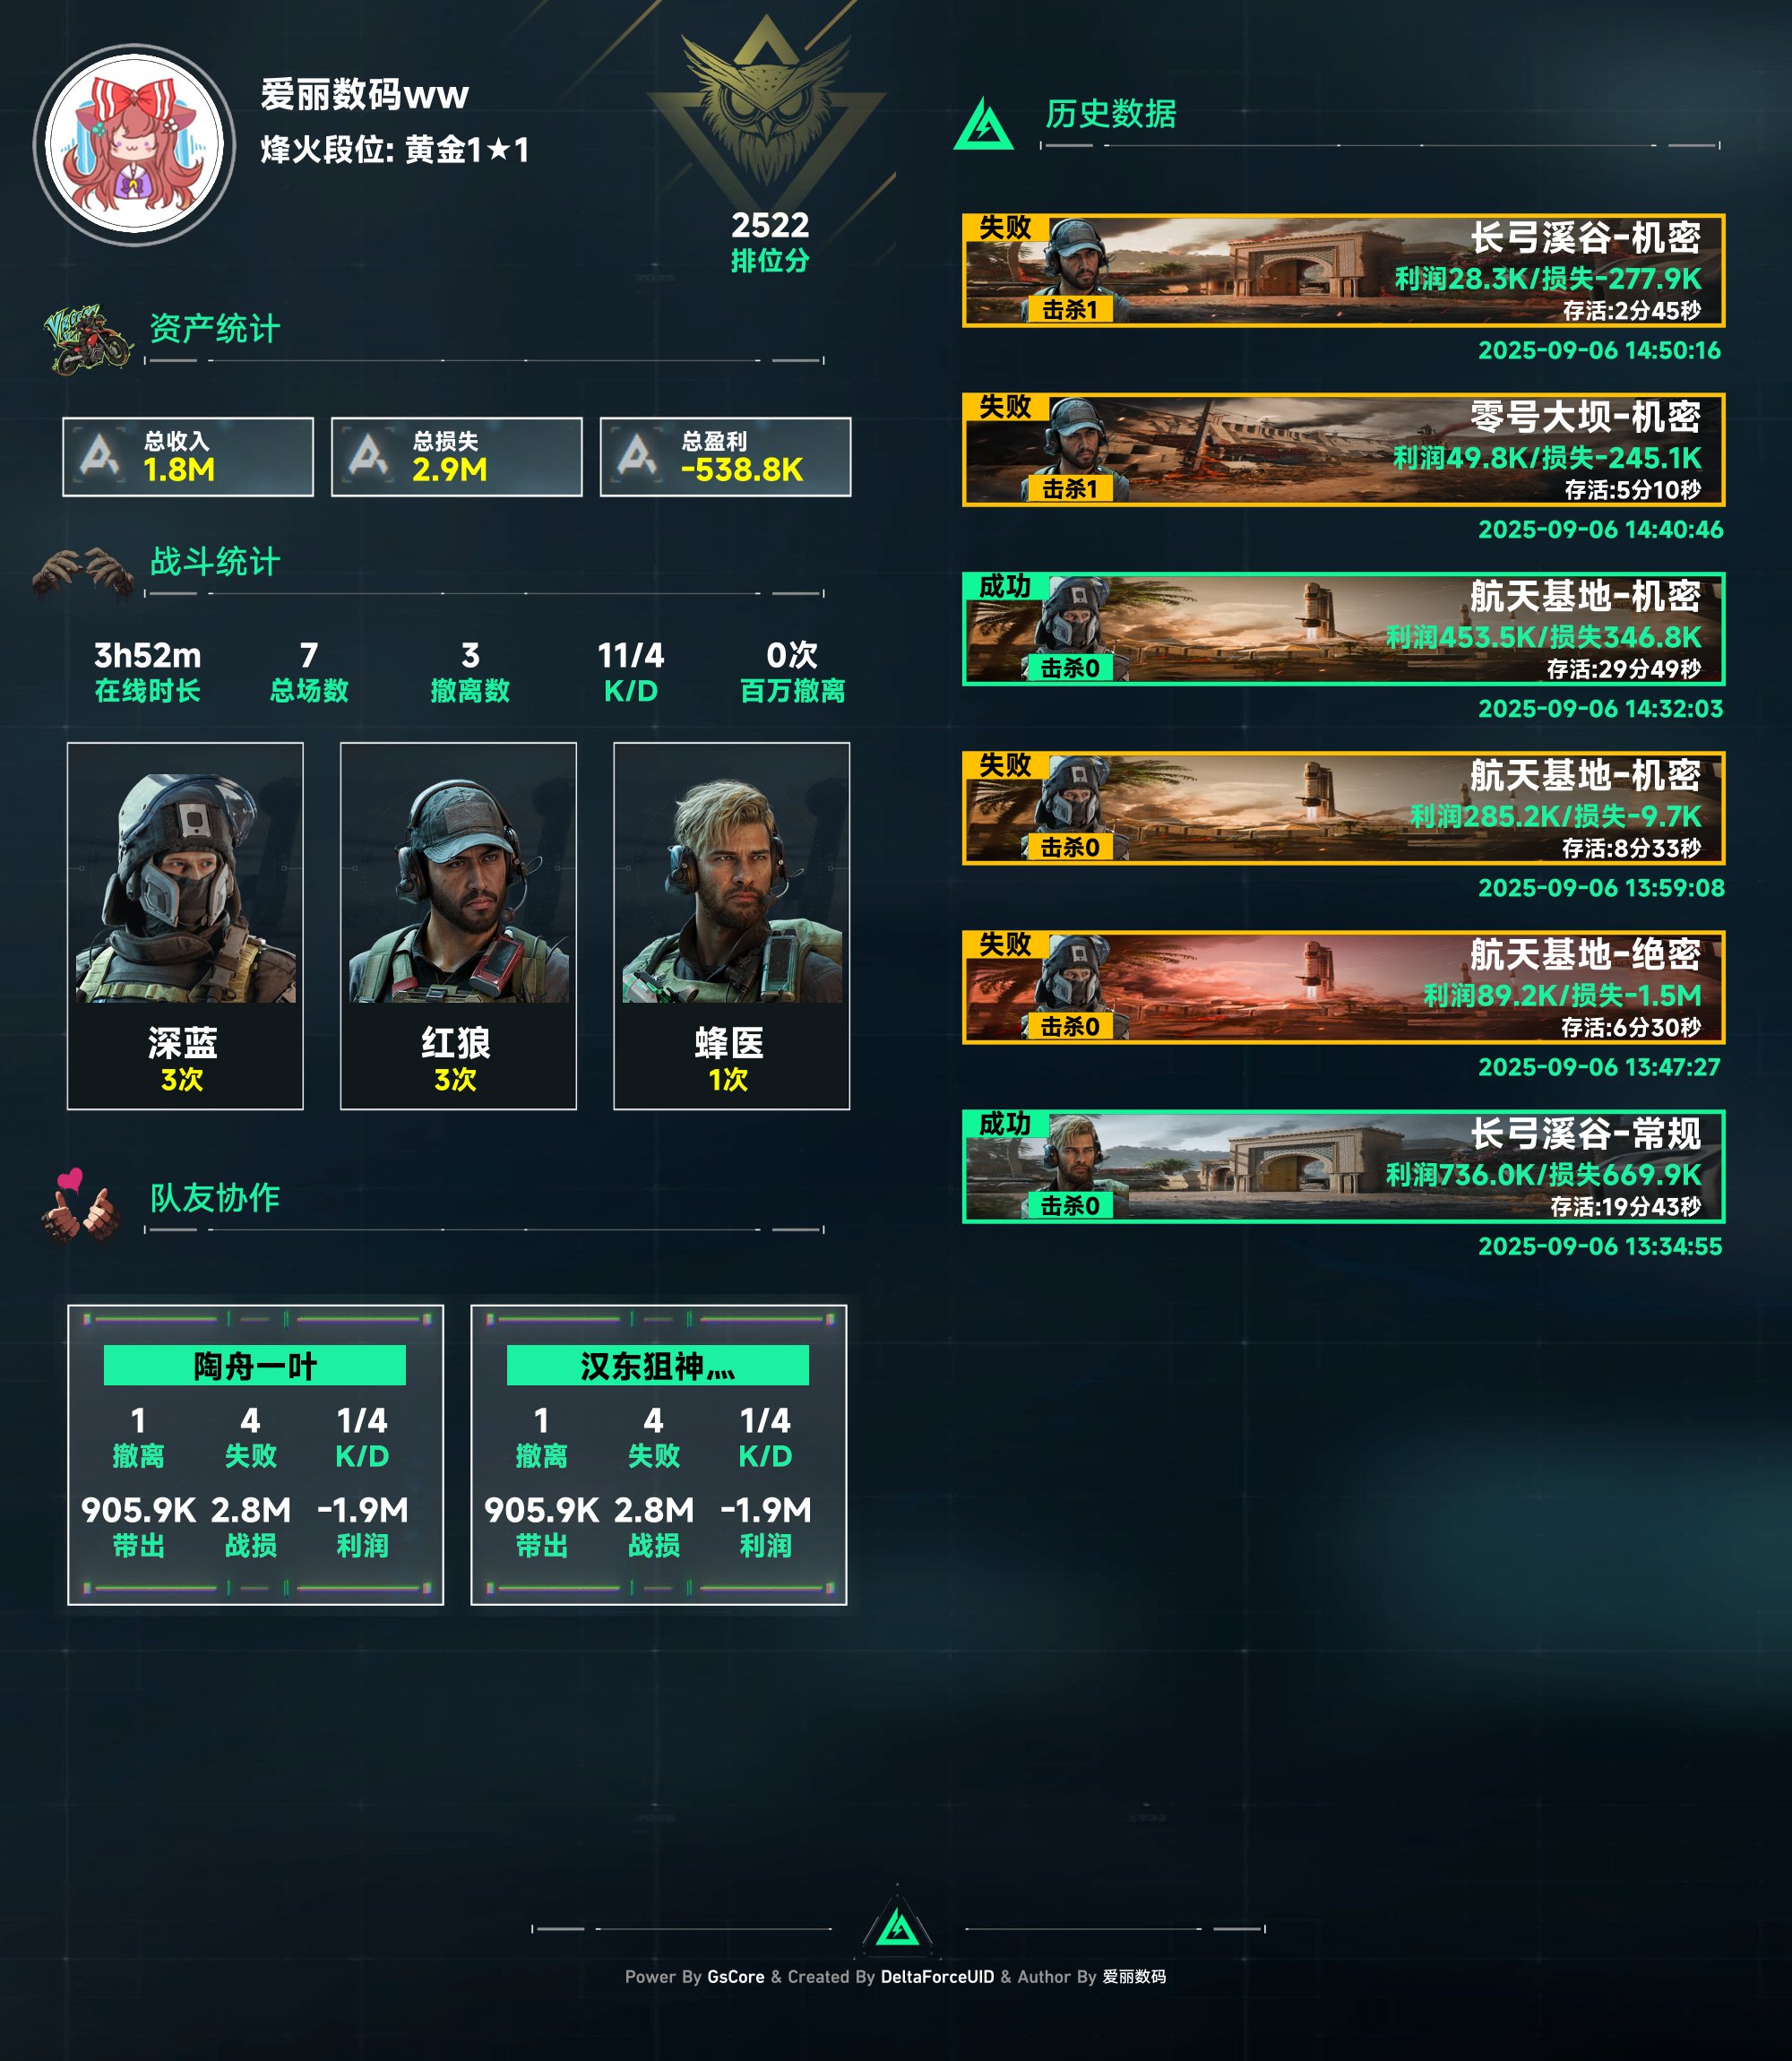 爱丽数码ww
烽火段位: 黄金1★1
2522
排位分
资产统计
总收入
1.8M
总损失
2.9M
总盈利
-538.8K
战斗统计
3h52m
在线时长
7
总场数
3
撤离数
11/4
K/D
0次
百万撤离
深蓝
3次
红狼
3次
蜂医
1次
队友协作
陶舟一叶
1 4 1/4
撤离 失败 K/D
905.9K 2.8M -1.9M
带出 战损 利润
汉东狙神灬
1 4 1/4
撤离 失败 K/D
905.9K 2.8M -1.9M
带出 战损 利润
历史数据
失败
长弓溪谷-机密
利润28.3K/损失-277.9K
击杀1
存活:2分45秒
2025-09-06 14:50:16
失败
零号大坝-机密
利润49.8K/损失-245.1K
击杀1
存活:5分10秒
2025-09-06 14:40:46
成功
航天基地-机密
利润453.5K/损失346.8K
击杀0
存活:29分49秒
2025-09-06 14:32:03
失败
航天基地-机密
利润285.2K/损失-9.7K
击杀0
存活:8分33秒
2025-09-06 13:59:08
失败
航天基地-绝密
利润89.2K/损失-1.5M
击杀0
存活:6分30秒
2025-09-06 13:47:27
成功
长弓溪谷-常规
利润736.0K/损失669.9K
击杀0
存活:19分43秒
2025-09-06 13:34:55
Power By GsCore & Created By DeltaForceUID & Author By 爱丽数码